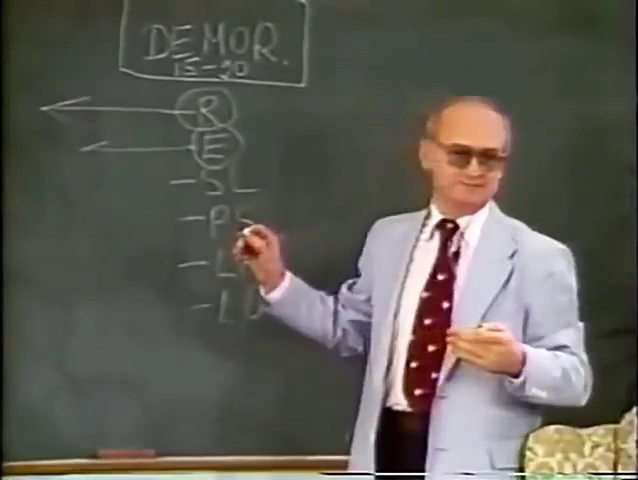 DEMOR.
15-20
R
E
- SL
- PS
- L
- L